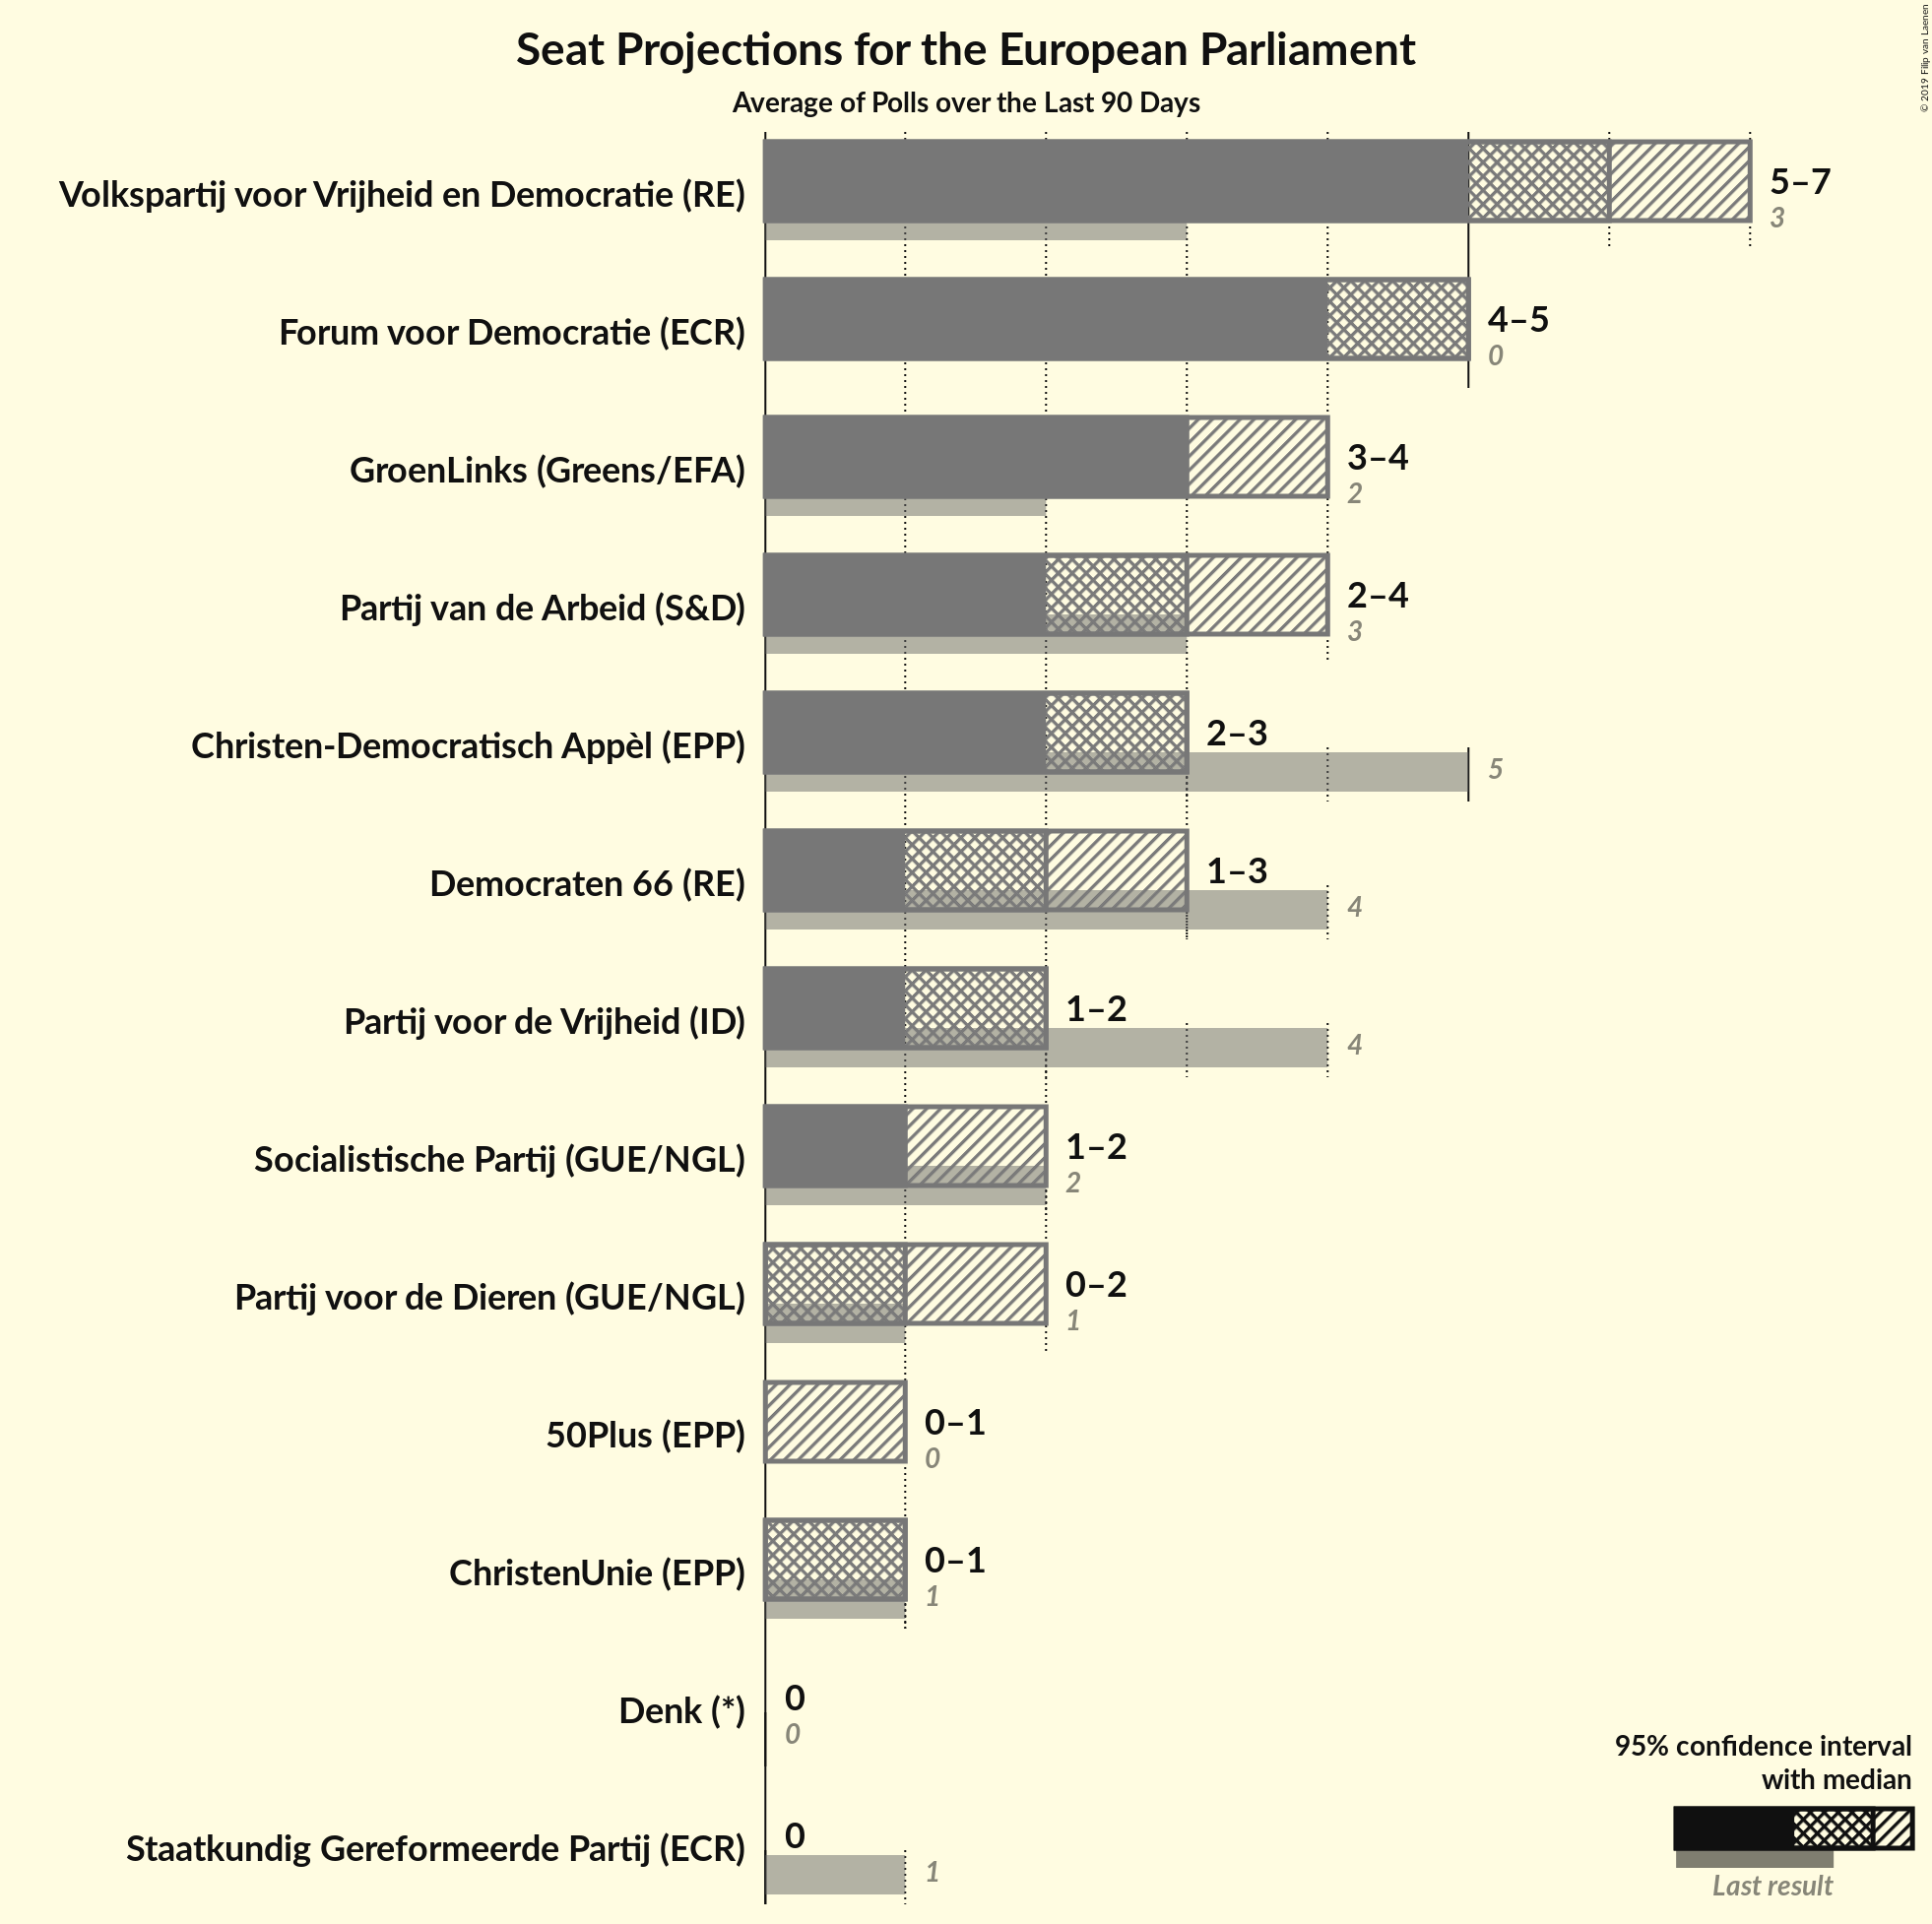 © 2019 Filip van Laenen
Seat Projections for the European Parliament
Average of Polls over the Last 90 Days
Volkspartij voor Vrijheid en Democratie (RE)
5–7
3
Forum voor Democratie (ECR)
4–5
0
GroenLinks (Greens/EFA)
3–4
2
Partij van de Arbeid (S&D)
2–4
3
Christen-Democratisch Appèl (EPP)
2–3
5
Democraten 66 (RE)
1–3
4
Partij voor de Vrijheid (ID)
1–2
4
Socialistische Partij (GUE/NGL)
1–2
2
Partij voor de Dieren (GUE/NGL)
0–2
1
50Plus (EPP)
0–1
0
ChristenUnie (EPP)
0–1
1
Denk (*)
0
0
Staatkundig Gereformeerde Partij (ECR)
0
1
95% confidence interval
with median
Last result